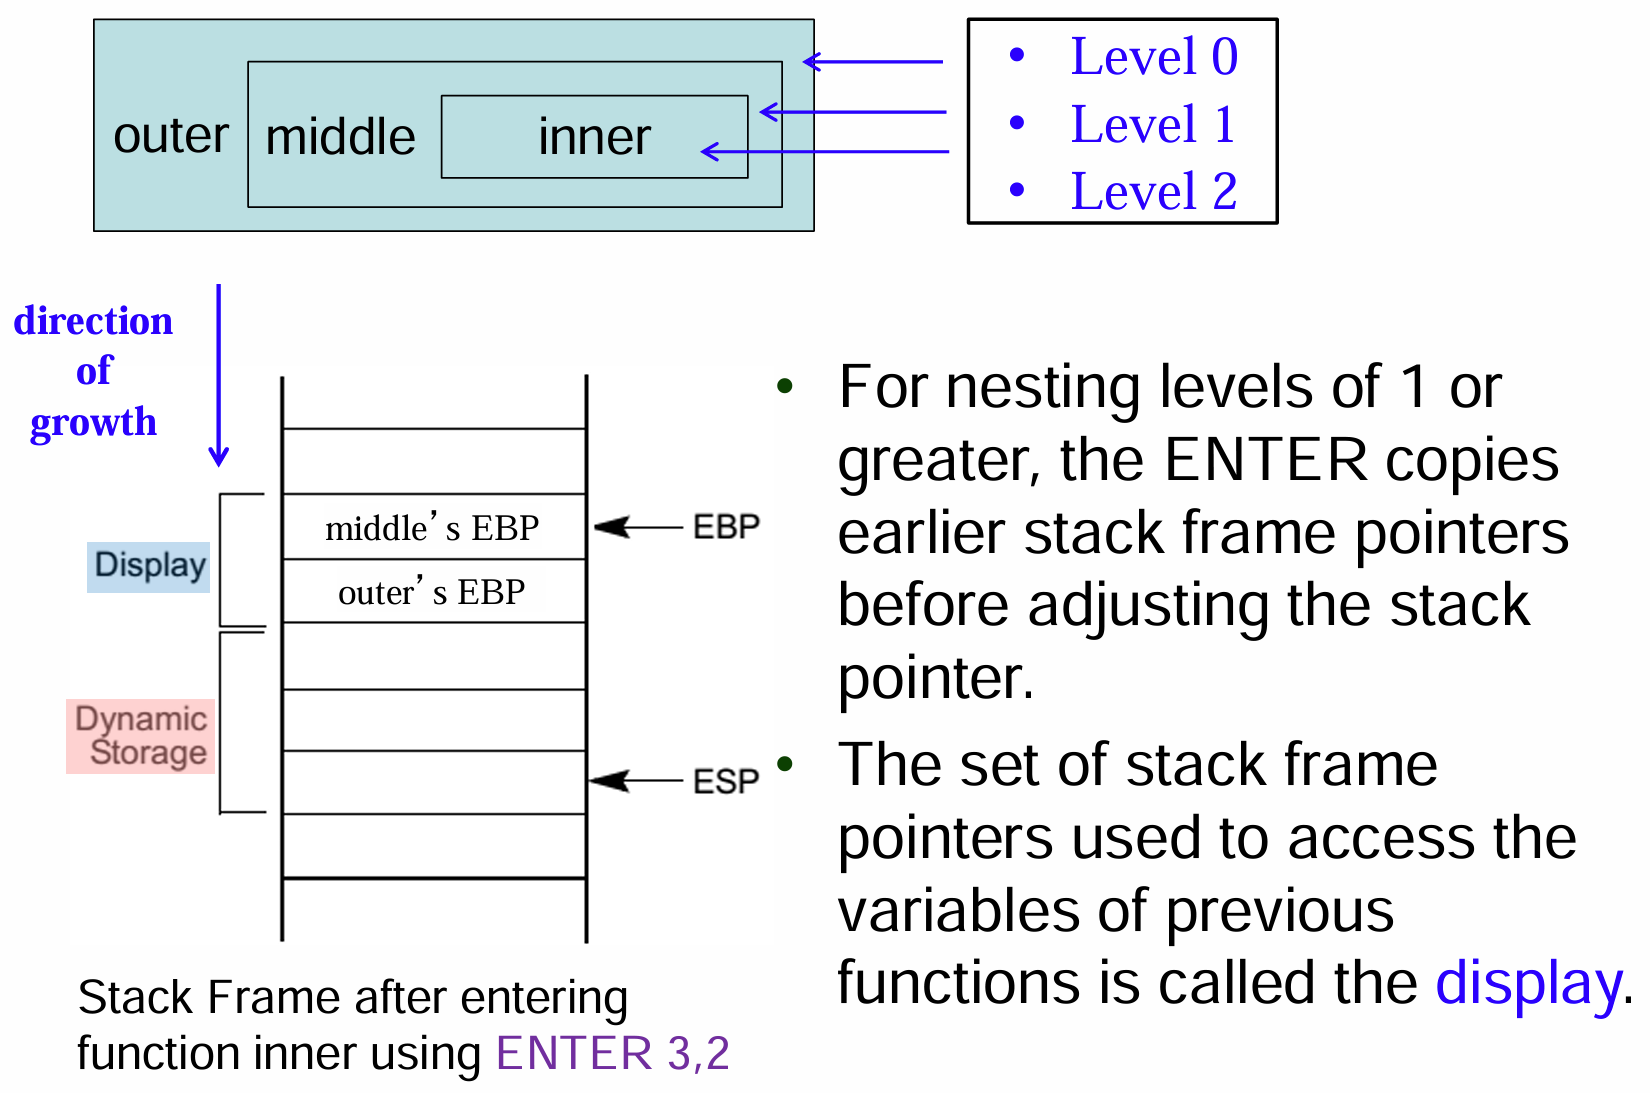 outer middle inner
• Level 0
• Level 1
• Level 2
direction
of
growth
Display
Dynamic
Storage
middle’s EBP
outer’s EBP
EBP
ESP
Stack Frame after entering
function inner using ENTER 3,2
• For nesting levels of 1 or
greater, the ENTER copies
earlier stack frame pointers
before adjusting the stack
pointer.
• The set of stack frame
pointers used to access the
variables of previous
functions is called the display.